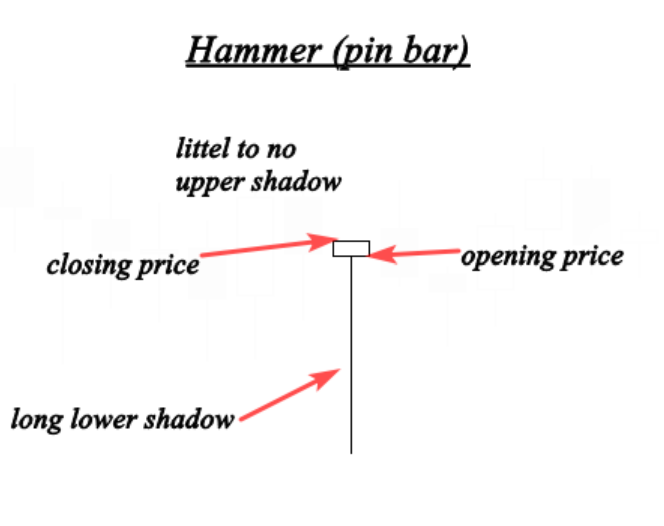 Hammer (pin bar)
littel to no
upper shadow
closing price
opening price
long lower shadow